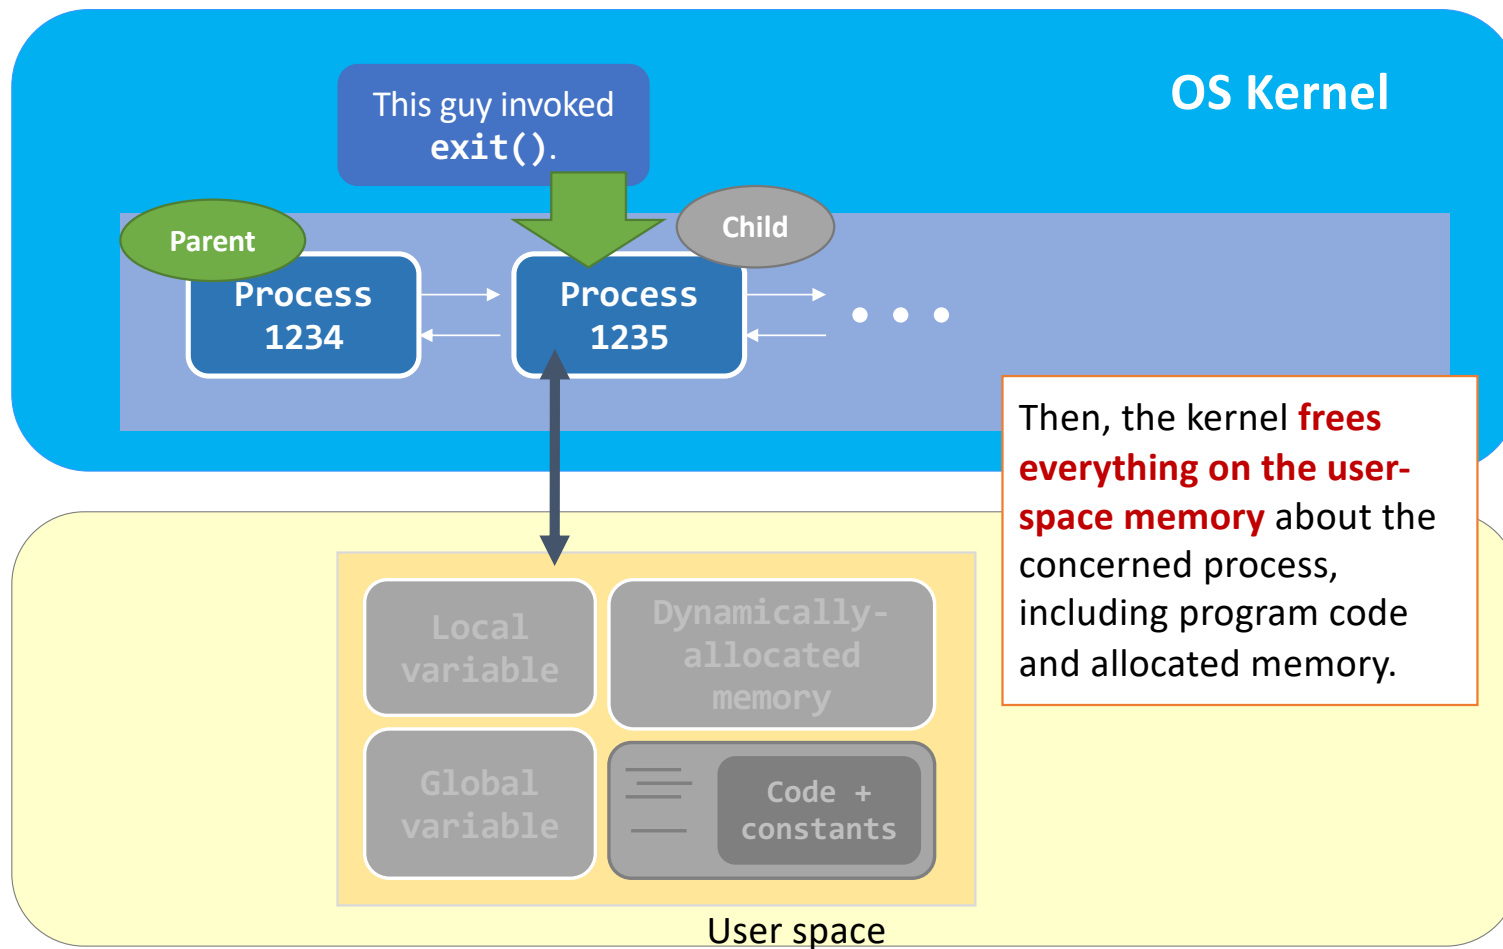 OS Kernel
This guy invoked
exit().
Parent
Child
Process
1234
Process
1235
• • •
Then, the kernel frees
everything on the user-
space memory about the
concerned process,
including program code
and allocated memory.
Local
variable
Dynamically-
allocated
memory
Global
variable
Code +
constants
User space